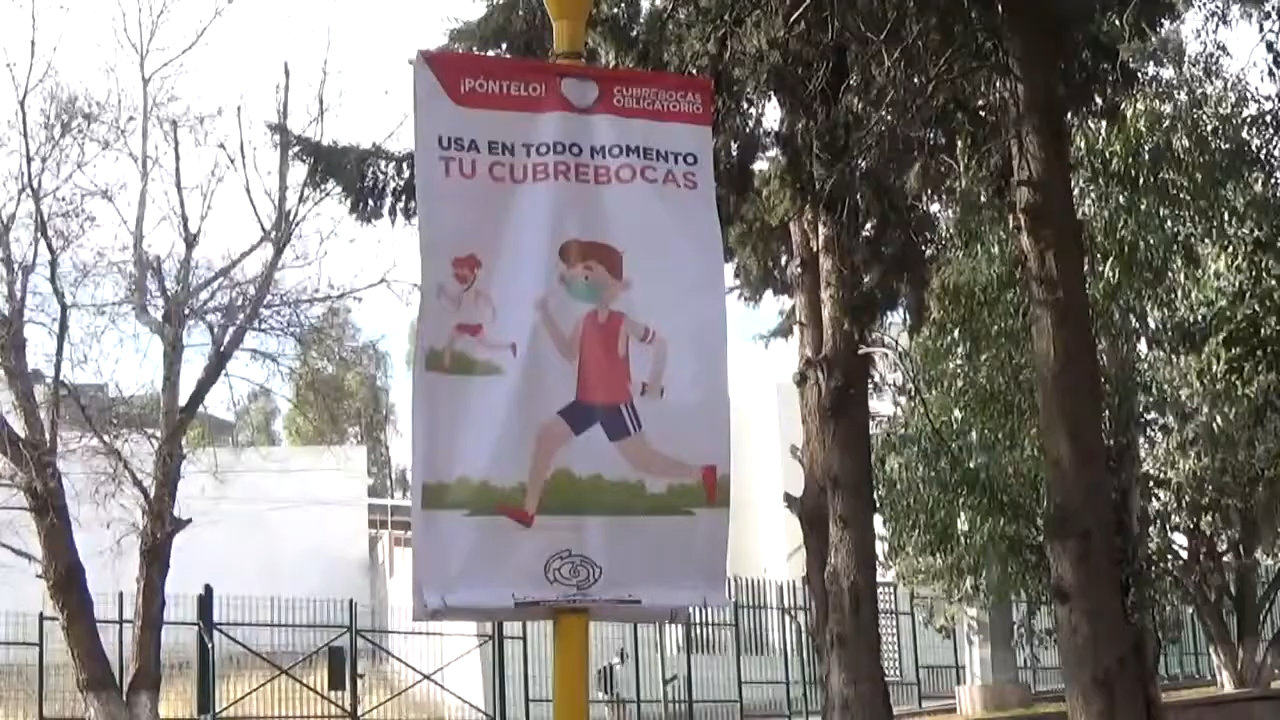 ¡PÓNTELO!
CUBREBOCAS
OBLIGATORIO
USA EN TODO MOMENTO
TU CUBREBOCAS